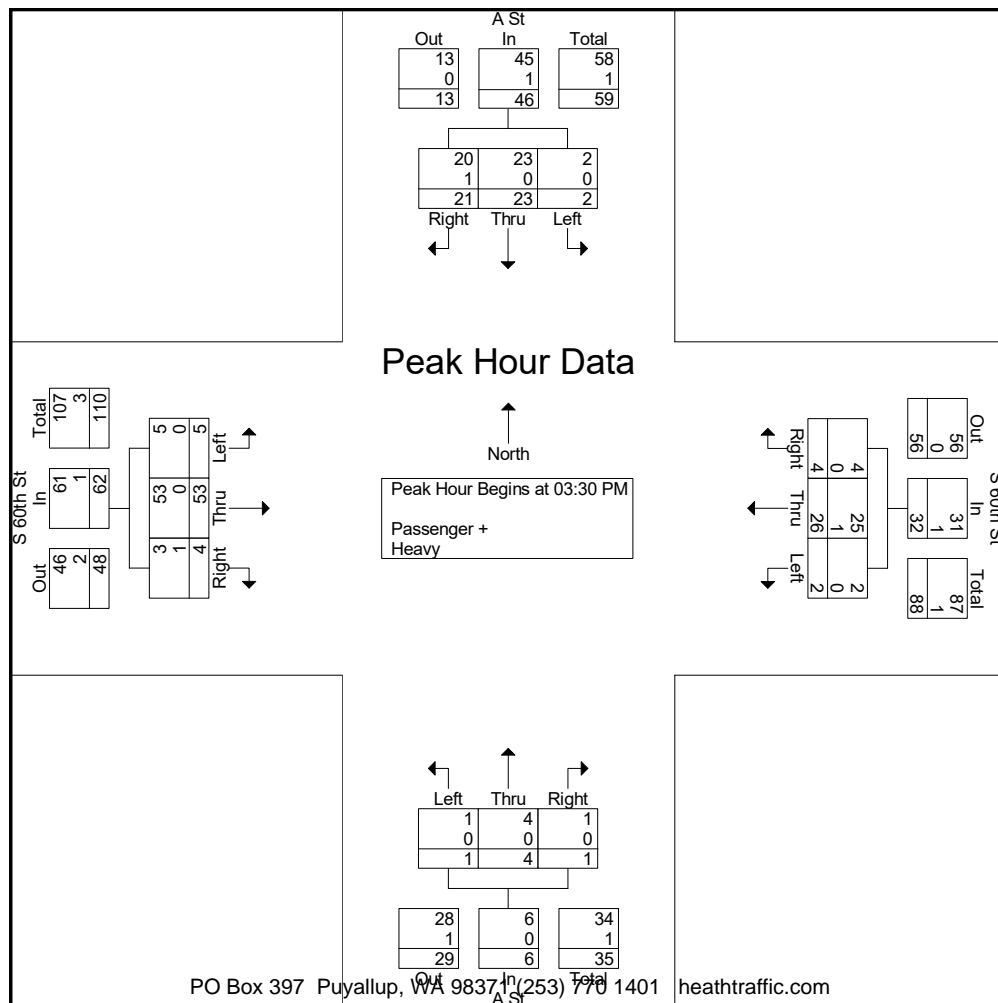 A St
Out In Total
13 45 58
0 1 1
13 46 59
20 23 2
1 0 0
21 23 2
Right Thru Left
Peak Hour Data
North
Peak Hour Begins at 03:30 PM
Passenger +
Heavy
S 60th St
Total
107
3
110
In
61
1
62
Out
46
2
48
5
0
5
Left
53
0
53
Thru
3
1
4
Right
Right
4
0
4
Thru
25
1
26
Left
2
0
2
S 60th St
Out
56
0
56
In
31
1
32
Total
87
1
88
Left Thru Right
1 4 1
0 0 0
1 4 1
28 6 34
1 0 1
29 6 35
Out In Total
A St
PO Box 397 Puyallup, WA 98371 (253) 770 1401 heathtraffic.com